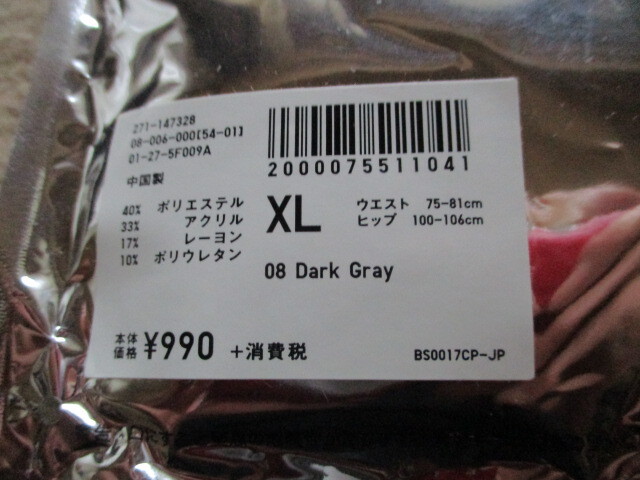 271-147328
08-006-000[54-01]
01-27-5F009A
中国製
2000075511041
40% ポリエステル
33% アクリル
17% レーヨン
10% ポリウレタン
XL
ウエスト 75-81cm
ヒップ 100-106cm
08 Dark Gray
本体価格 ¥990 +消費税
BS0017CP-JP